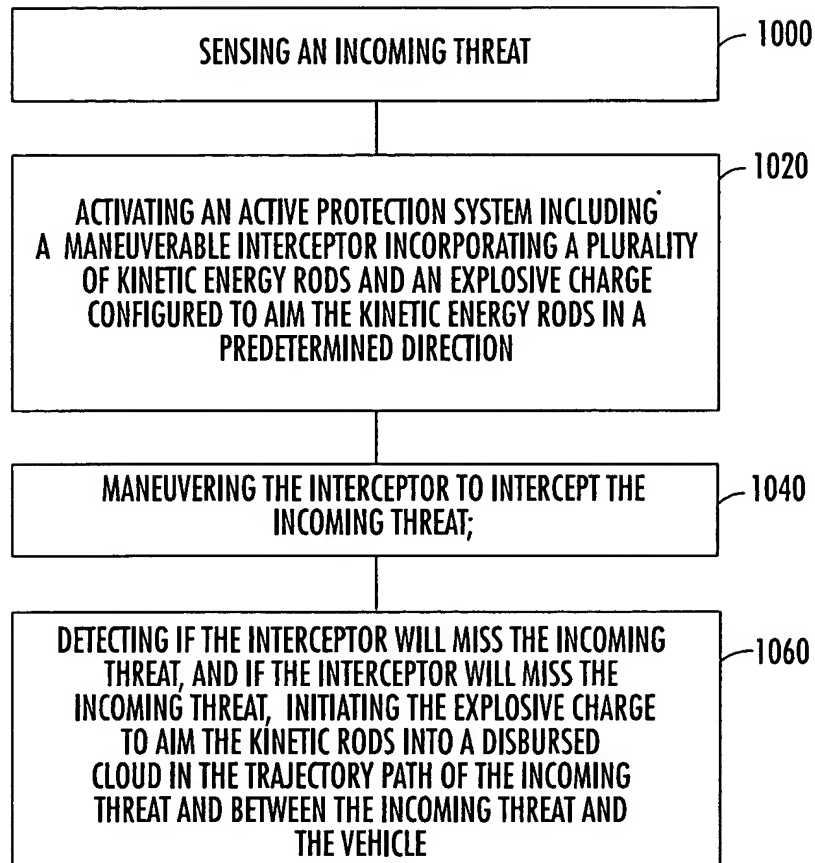 SENSING AN INCOMING THREAT
1000
1020
ACTIVATING AN ACTIVE PROTECTION SYSTEM INCLUDING
A MANEUVERABLE INTERCEPTOR INCORPORATING A PLURALITY
OF KINETIC ENERGY RODS AND AN EXPLOSIVE CHARGE
CONFIGURED TO AIM THE KINETIC ENERGY RODS IN A
PREDETERMINED DIRECTION
MANEUVERING THE INTERCEPTOR TO INTERCEPT THE
INCOMING THREAT;
1040
DETECTING IF THE INTERCEPTOR WILL MISS THE INCOMING
THREAT, AND IF THE INTERCEPTOR WILL MISS THE
INCOMING THREAT, INITIATING THE EXPLOSIVE CHARGE
TO AIM THE KINETIC RODS INTO A DISBURSED
CLOUD IN THE TRAJECTORY PATH OF THE INCOMING
THREAT AND BETWEEN THE INCOMING THREAT AND
THE VEHICLE
1060